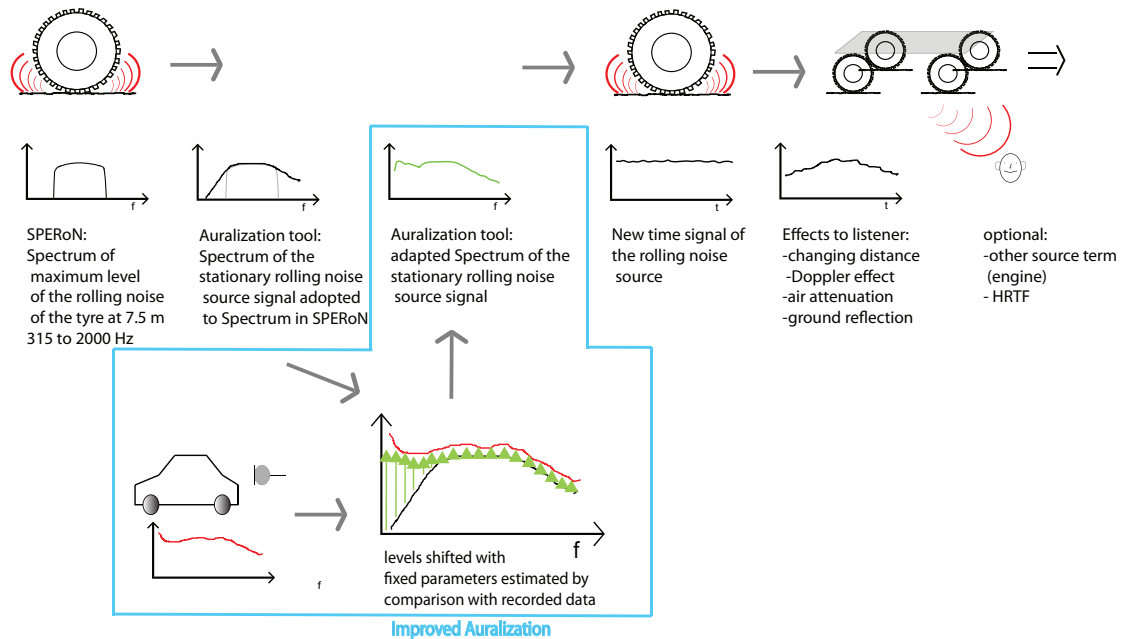 f
f
f
t
t
SPERoN:
Spectrum of
maximum level
of the rolling noise
of the tyre at 7.5 m
315 to 2000 Hz
Auralization tool:
Spectrum of the
stationary rolling noise
source signal adopted
to Spectrum in SPERoN
Auralization tool:
adapted Spectrum of the
stationary rolling noise
source signal
New time signal of
the rolling noise
source
Effects to listener:
-changing distance
-Doppler effect
-air attenuation
-ground reflection
optional:
-other source term
(engine)
- HRTF
f
f
levels shifted with
fixed parameters estimated by
comparison with recorded data
Improved Auralization